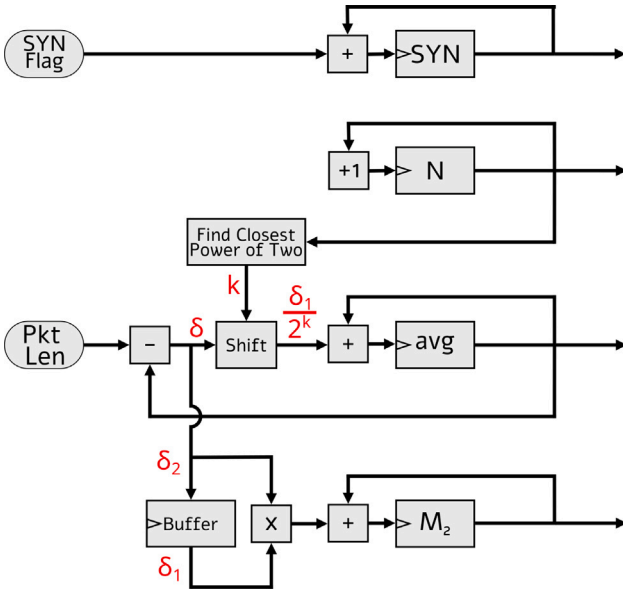 SYN
Flag
+
SYN
+1
N
Find Closest
Power of Two
k
Pkt
Len
-
δ
Shift
δ₁
2ᵏ
+
avg
δ₂
Buffer
x
+
M₂
δ₁